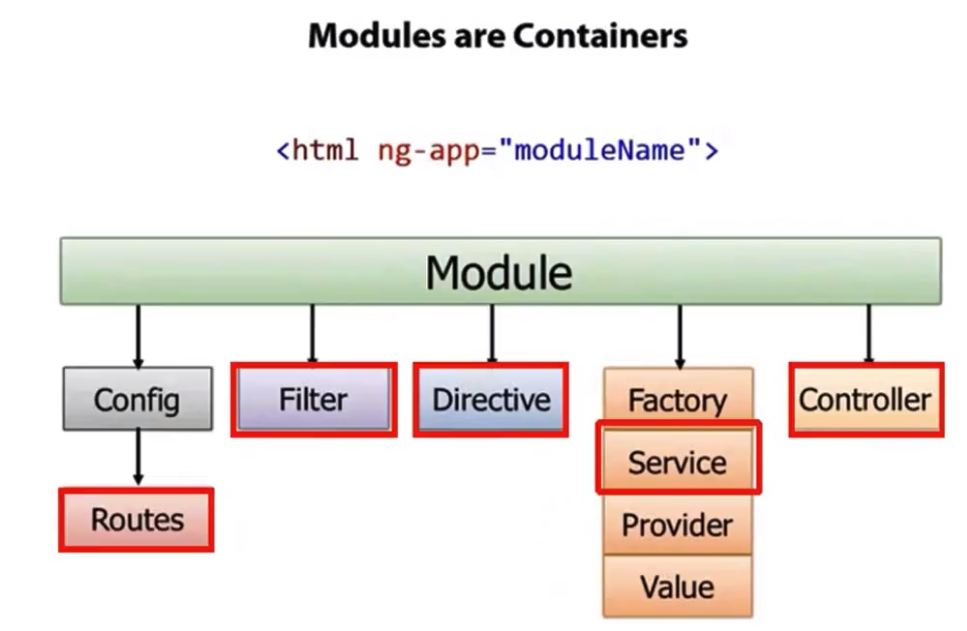 Modules are Containers
<html ng-app="moduleName">
Module
Config
Filter
Directive
Factory
Controller
Service
Routes
Provider
Value